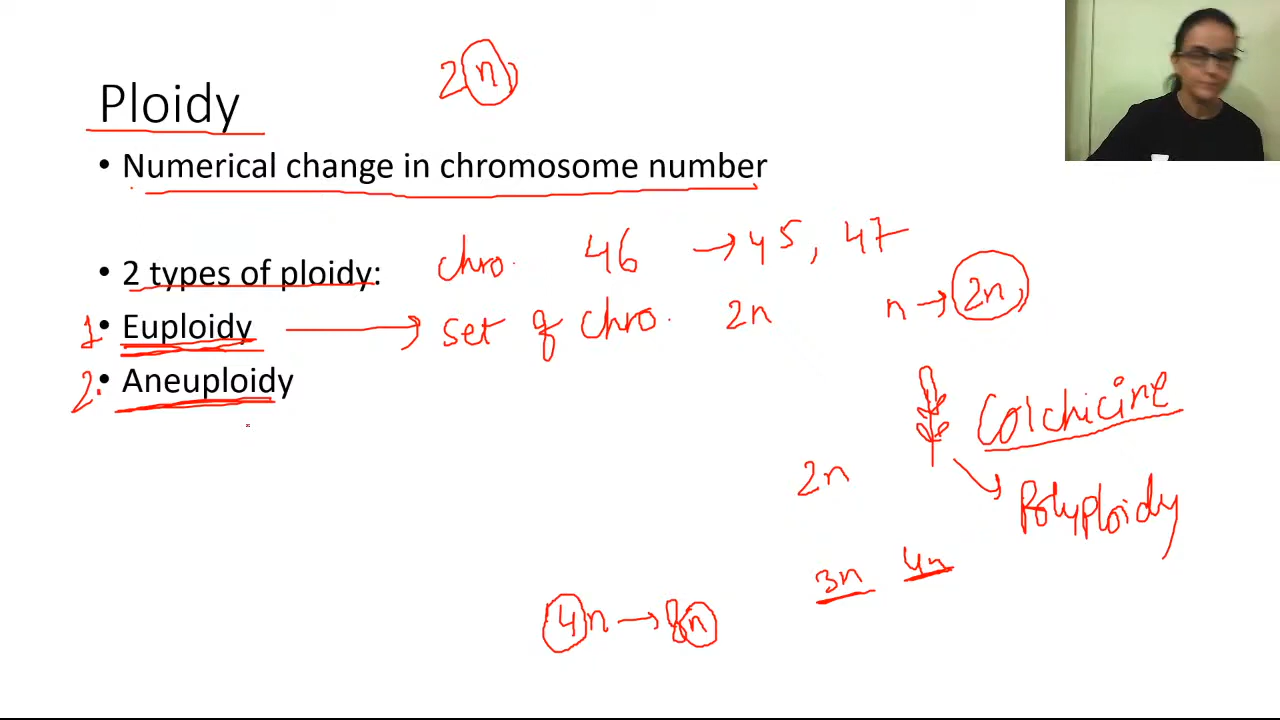 2n
Ploidy
• Numerical change in chromosome number
chro. 46 → 45, 47
• 2 types of ploidy:
1. • Euploidy → set of chro. 2n n → 2n
2. • Aneuploidy
Colchicine
2n
Polyploidy
3n 4n
4n → 8n